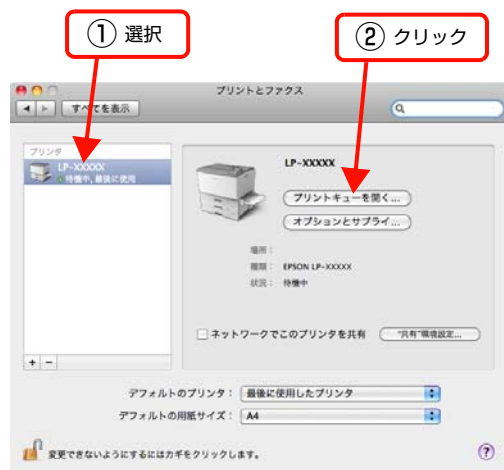 ① 選択
② クリック
プリントとファクス
すべてを表示
プリンタ
LP-XXXXX
待機中, 最後に使用
LP-XXXXX
プリントキューを開く...
オプションとサプライ...
場所:
種類: EPSON LP-XXXXX
状況: 待機中
ネットワークでこのプリンタを共有
"共有"環境設定...
+ -
デフォルトのプリンタ: 最後に使用したプリンタ
デフォルトの用紙サイズ: A4
変更できないようにするにはカギをクリックします。
?